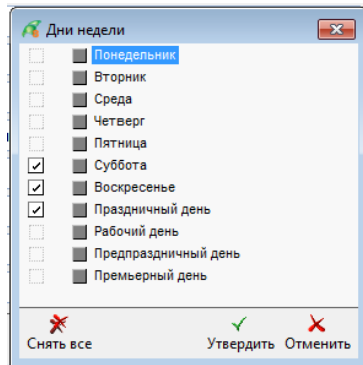 Дни недели
Понедельник
Вторник
Среда
Четверг
Пятница
Суббота
Воскресенье
Праздничный день
Рабочий день
Предпраздничный день
Премьерный день
Снять все Утвердить Отменить